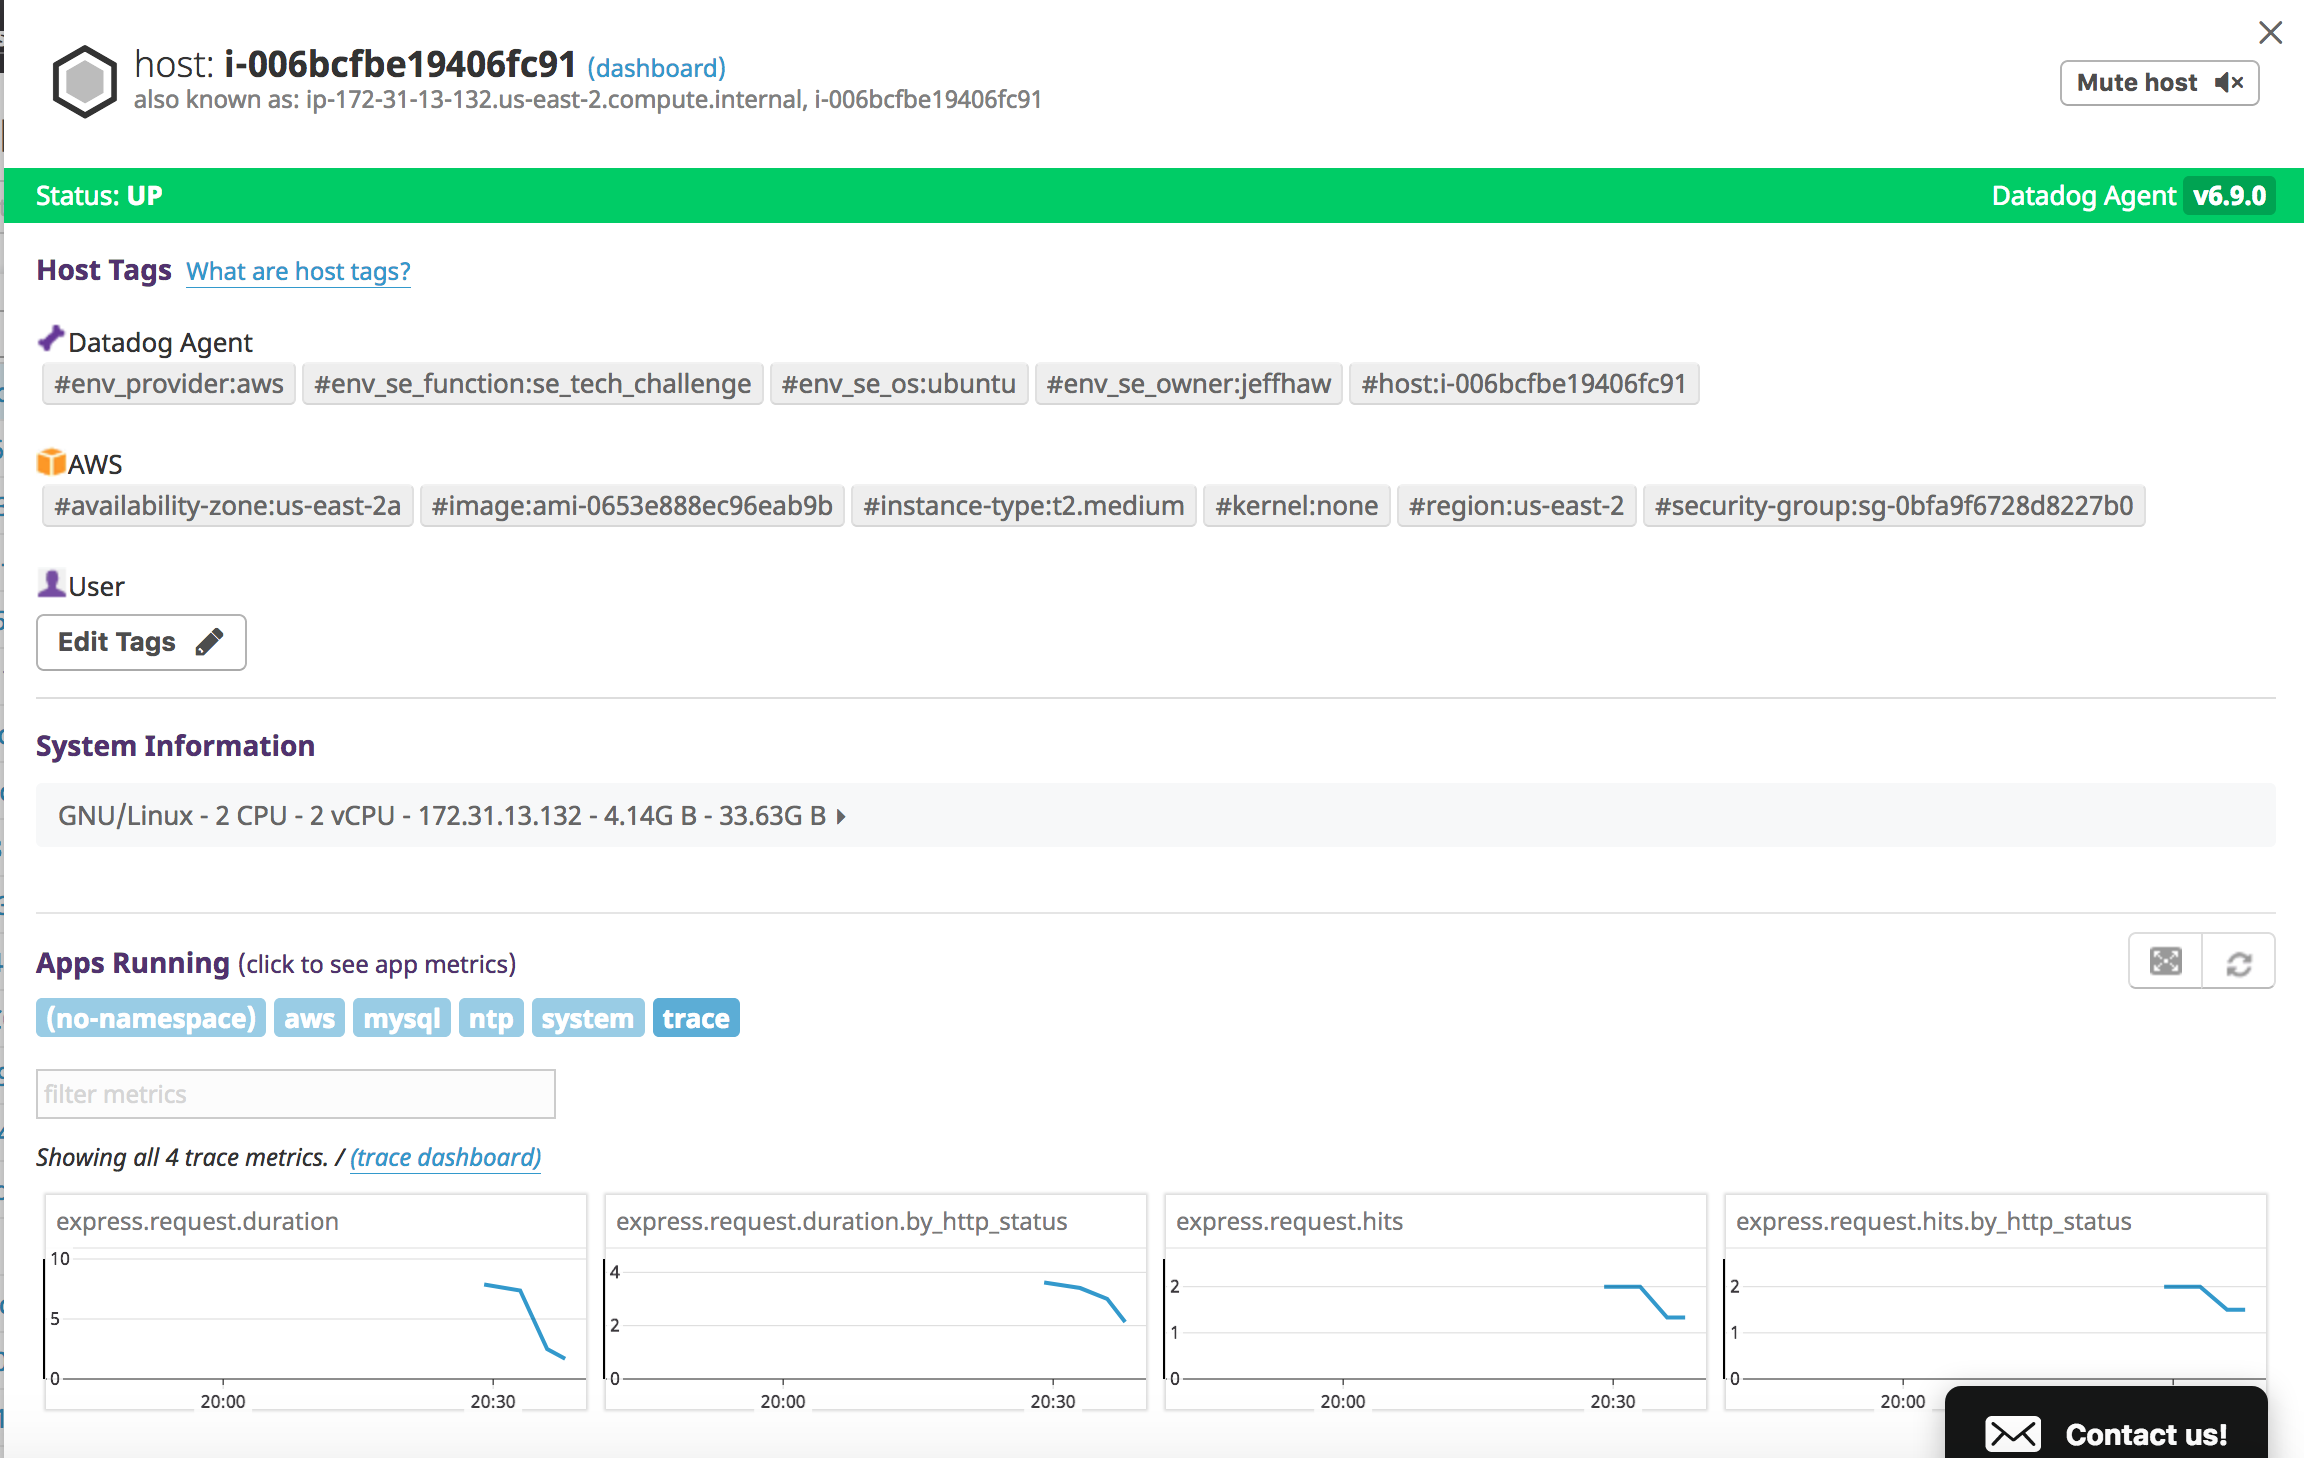 host: i-006bcfbe19406fc91 (dashboard)
also known as: ip-172-31-13-132.us-east-2.compute.internal, i-006bcfbe19406fc91
Mute host
Status: UP
Datadog Agent v6.9.0
Host Tags What are host tags?
Datadog Agent
#env_provider:aws #env_se_function:se_tech_challenge #env_se_os:ubuntu #env_se_owner:jeffhaw #host:i-006bcfbe19406fc91
AWS
#availability-zone:us-east-2a #image:ami-0653e888ec96eab9b #instance-type:t2.medium #kernel:none #region:us-east-2 #security-group:sg-0bfa9f6728d8227b0
User
Edit Tags
System Information
GNU/Linux - 2 CPU - 2 vCPU - 172.31.13.132 - 4.14G B - 33.63G B
Apps Running (click to see app metrics)
(no-namespace) aws mysql ntp system trace
filter metrics
Showing all 4 trace metrics. / (trace dashboard)
express.request.duration
10
5
0
20:00 20:30
express.request.duration.by_http_status
4
2
0
20:00 20:30
express.request.hits
2
1
0
20:00 20:30
express.request.hits.by_http_status
2
1
0
20:00
Contact us!